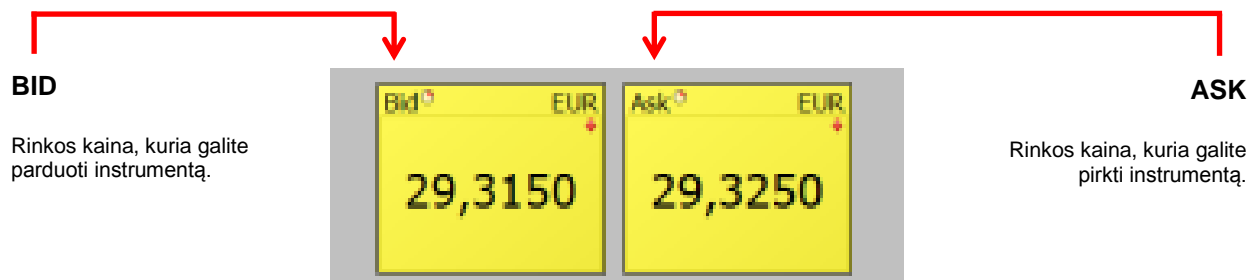 BID
Rinkos kaina, kuria galite
parduoti instrumentą.
Bid EUR
29,3150
Ask EUR
29,3250
ASK
Rinkos kaina, kuria galite
pirkti instrumentą.